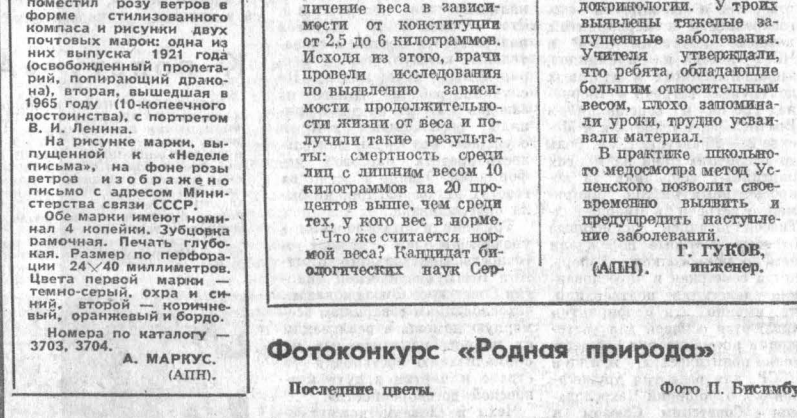 поместил розу ветров в
форме стилизованного
компаса и рисунки двух
почтовых марок: одна из
них выпуска 1921 года
(освобожденный пролета-
рий, попирающий драко-
на), вторая, вышедшая в
1965 году (10-копеечного
достоинства), с портретом
В. И. Ленина.
На рисунке марки, вы-
пущенной к «Неделе
письма», на фоне розы
ветров изображено
письмо с адресом Мини-
стерства связи СССР.
Обе марки имеют номи-
нал 4 копейки. Зубцовка
рамочная. Печать глубо-
кая. Размер по перфора-
ции 24×40 миллиметров.
Цвета первой марки —
темно-серый, охра и си-
ний, второй — коричне-
вый, оранжевый и бордо.
Номера по каталогу —
3703, 3704.
А. МАРКУС.
(АПН).
личение веса в зависи-
мости от конституции
от 2,5 до 6 килограммов.
Исходя из этого, врачи
провели исследования
по выявлению зависи-
мости продолжительно-
сти жизни от веса и по-
лучили такие результа-
ты: смертность среди
лиц с лишним весом 10
килограммов на 20 про-
центов выше, чем среди
тех, у кого вес в норме.
Что же считается нор-
мой веса? Кандидат би-
ологических наук Сер-
докринологии. У троих
выявлены тяжелые за-
пущенные заболевания.
Учителя утверждали,
что ребята, обладающие
большим относительным
весом, плохо запомина-
ли уроки, трудно усваи-
вали материал.
В практике школьно-
го медосмотра метод Ус-
пенского позволит свое-
временно выявить и
предупредить наступле-
ние заболеваний.
Г. ГУКОВ,
(АПН). инженер.
Фотоконкурс «Родная природа»
Последние цветы. Фото П. Бисимбу